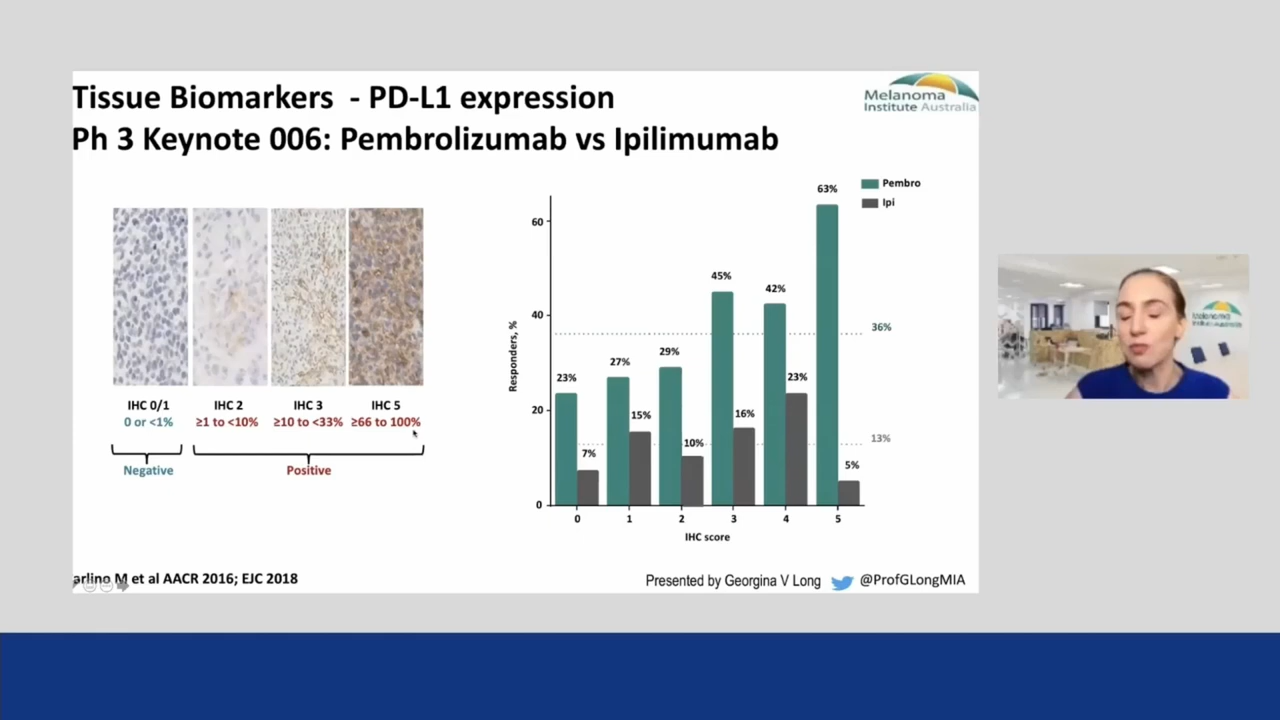 Tissue Biomarkers - PD-L1 expression
Ph 3 Keynote 006: Pembrolizumab vs Ipilimumab
Melanoma
Institute Australia
IHC 0/1
0 or <1%
IHC 2
≥1 to <10%
IHC 3
≥10 to <33%
IHC 5
≥66 to 100%
Negative
Positive
Responders, %
60
40
20
0
23%
7%
27%
15%
29%
10%
45%
16%
42%
23%
63%
5%
36%
13%
0 1 2 3 4 5
IHC score
Pembro
Ipi
arlino M et al AACR 2016; EJC 2018
Presented by Georgina V Long @ProfGLongMIA
Melanoma
Institute Australia